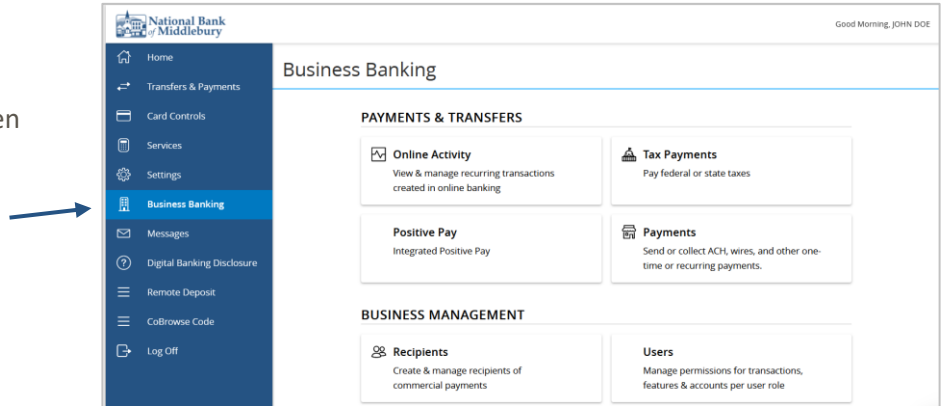 National Bank
of Middlebury
Good Morning, JOHN DOE
Home
Transfers & Payments
en
Card Controls
Services
Settings
Business Banking
Messages
Digital Banking Disclosure
Remote Deposit
CoBrowse Code
Log Off
Business Banking
PAYMENTS & TRANSFERS
Online Activity
View & manage recurring transactions
created in online banking
Tax Payments
Pay federal or state taxes
Positive Pay
Integrated Positive Pay
Payments
Send or collect ACH, wires, and other one-
time or recurring payments.
BUSINESS MANAGEMENT
Recipients
Create & manage recipients of
commercial payments
Users
Manage permissions for transactions,
features & accounts per user role